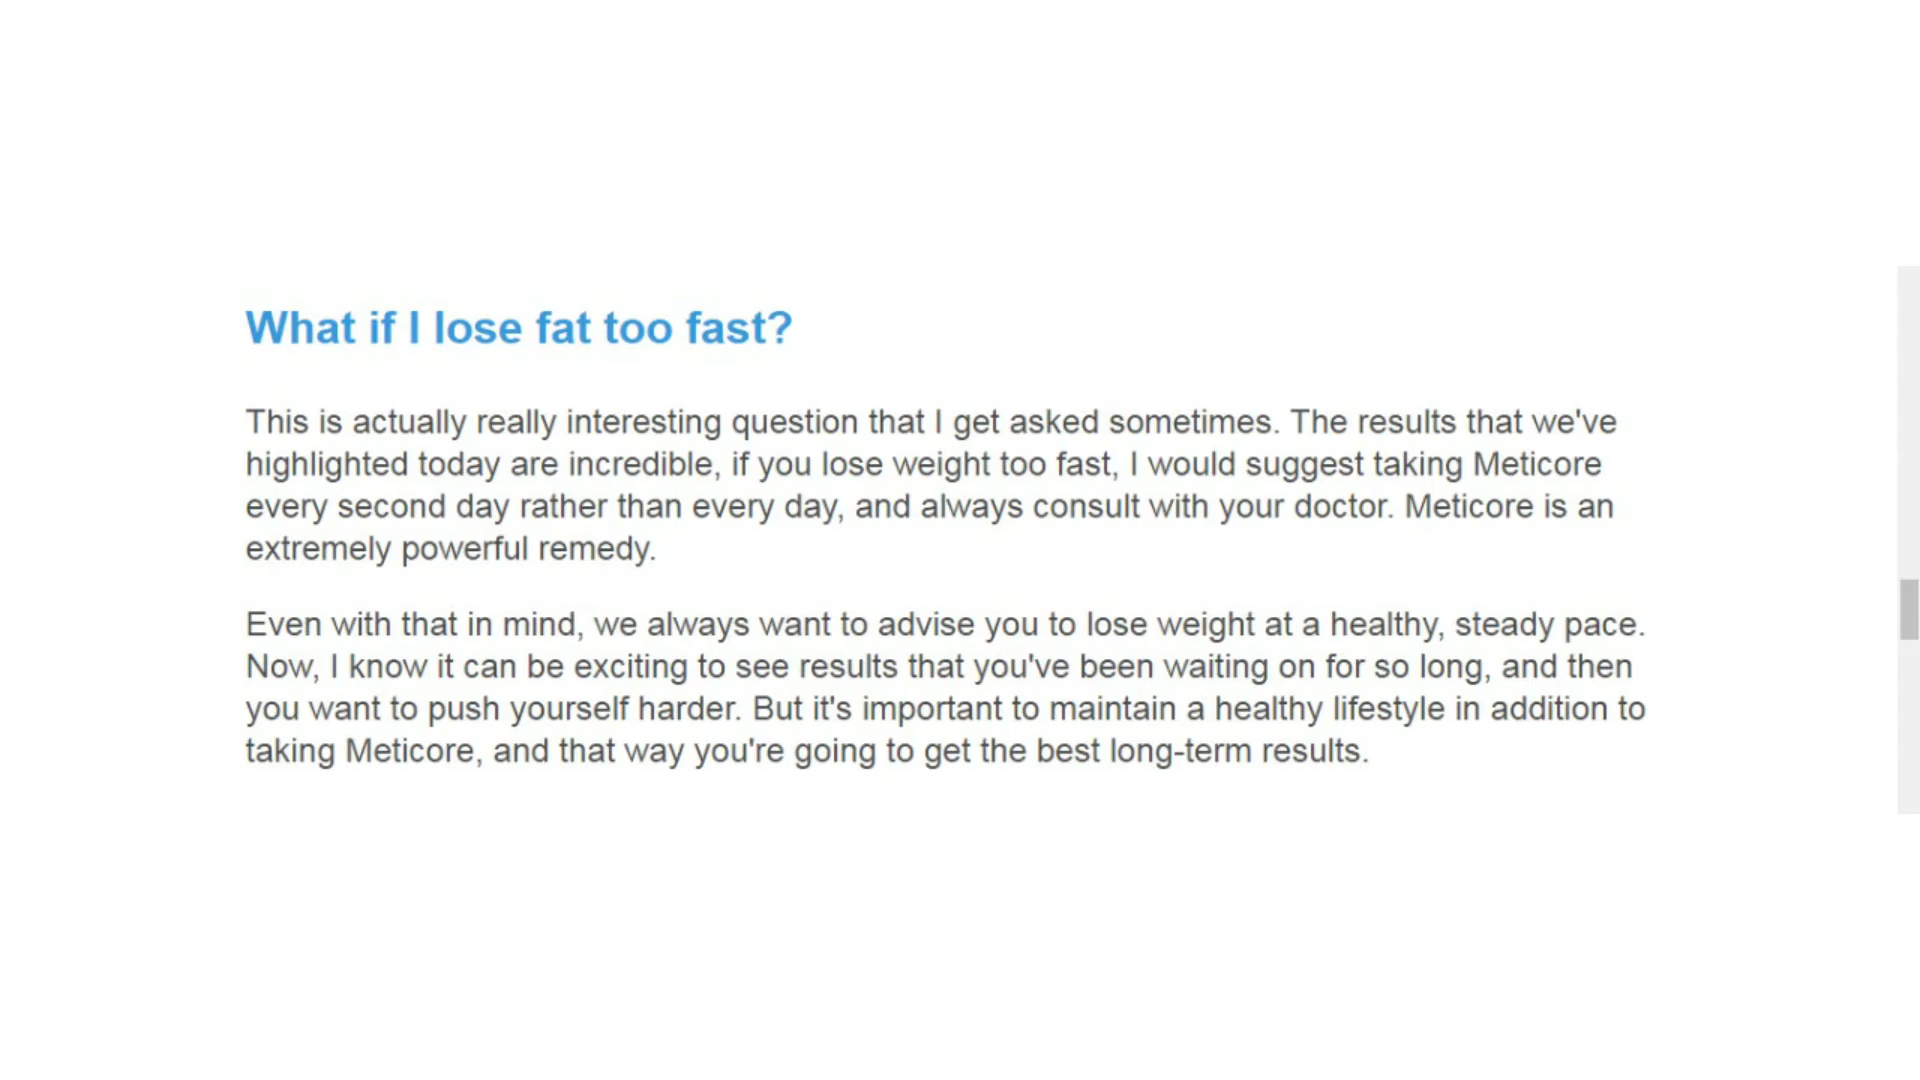 What if I lose fat too fast?
This is actually really interesting question that I get asked sometimes. The results that we've
highlighted today are incredible, if you lose weight too fast, I would suggest taking Meticore
every second day rather than every day, and always consult with your doctor. Meticore is an
extremely powerful remedy.
Even with that in mind, we always want to advise you to lose weight at a healthy, steady pace.
Now, I know it can be exciting to see results that you've been waiting on for so long, and then
you want to push yourself harder. But it's important to maintain a healthy lifestyle in addition to
taking Meticore, and that way you're going to get the best long-term results.